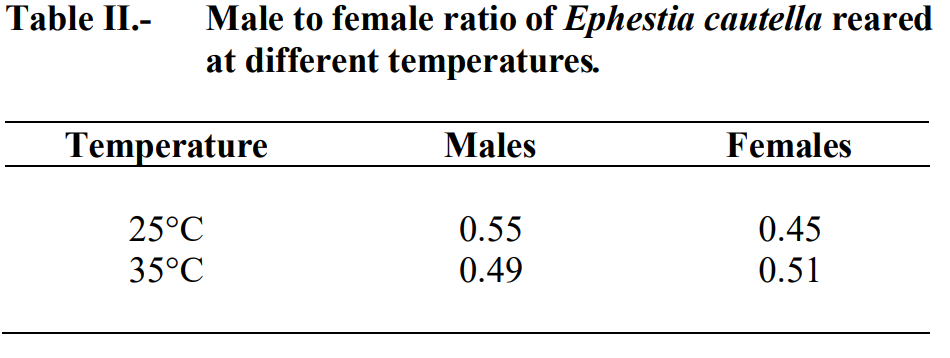 Table II.- Male to female ratio of Ephestia cautella reared
at different temperatures.
Temperature Males Females
25°C 0.55 0.45
35°C 0.49 0.51